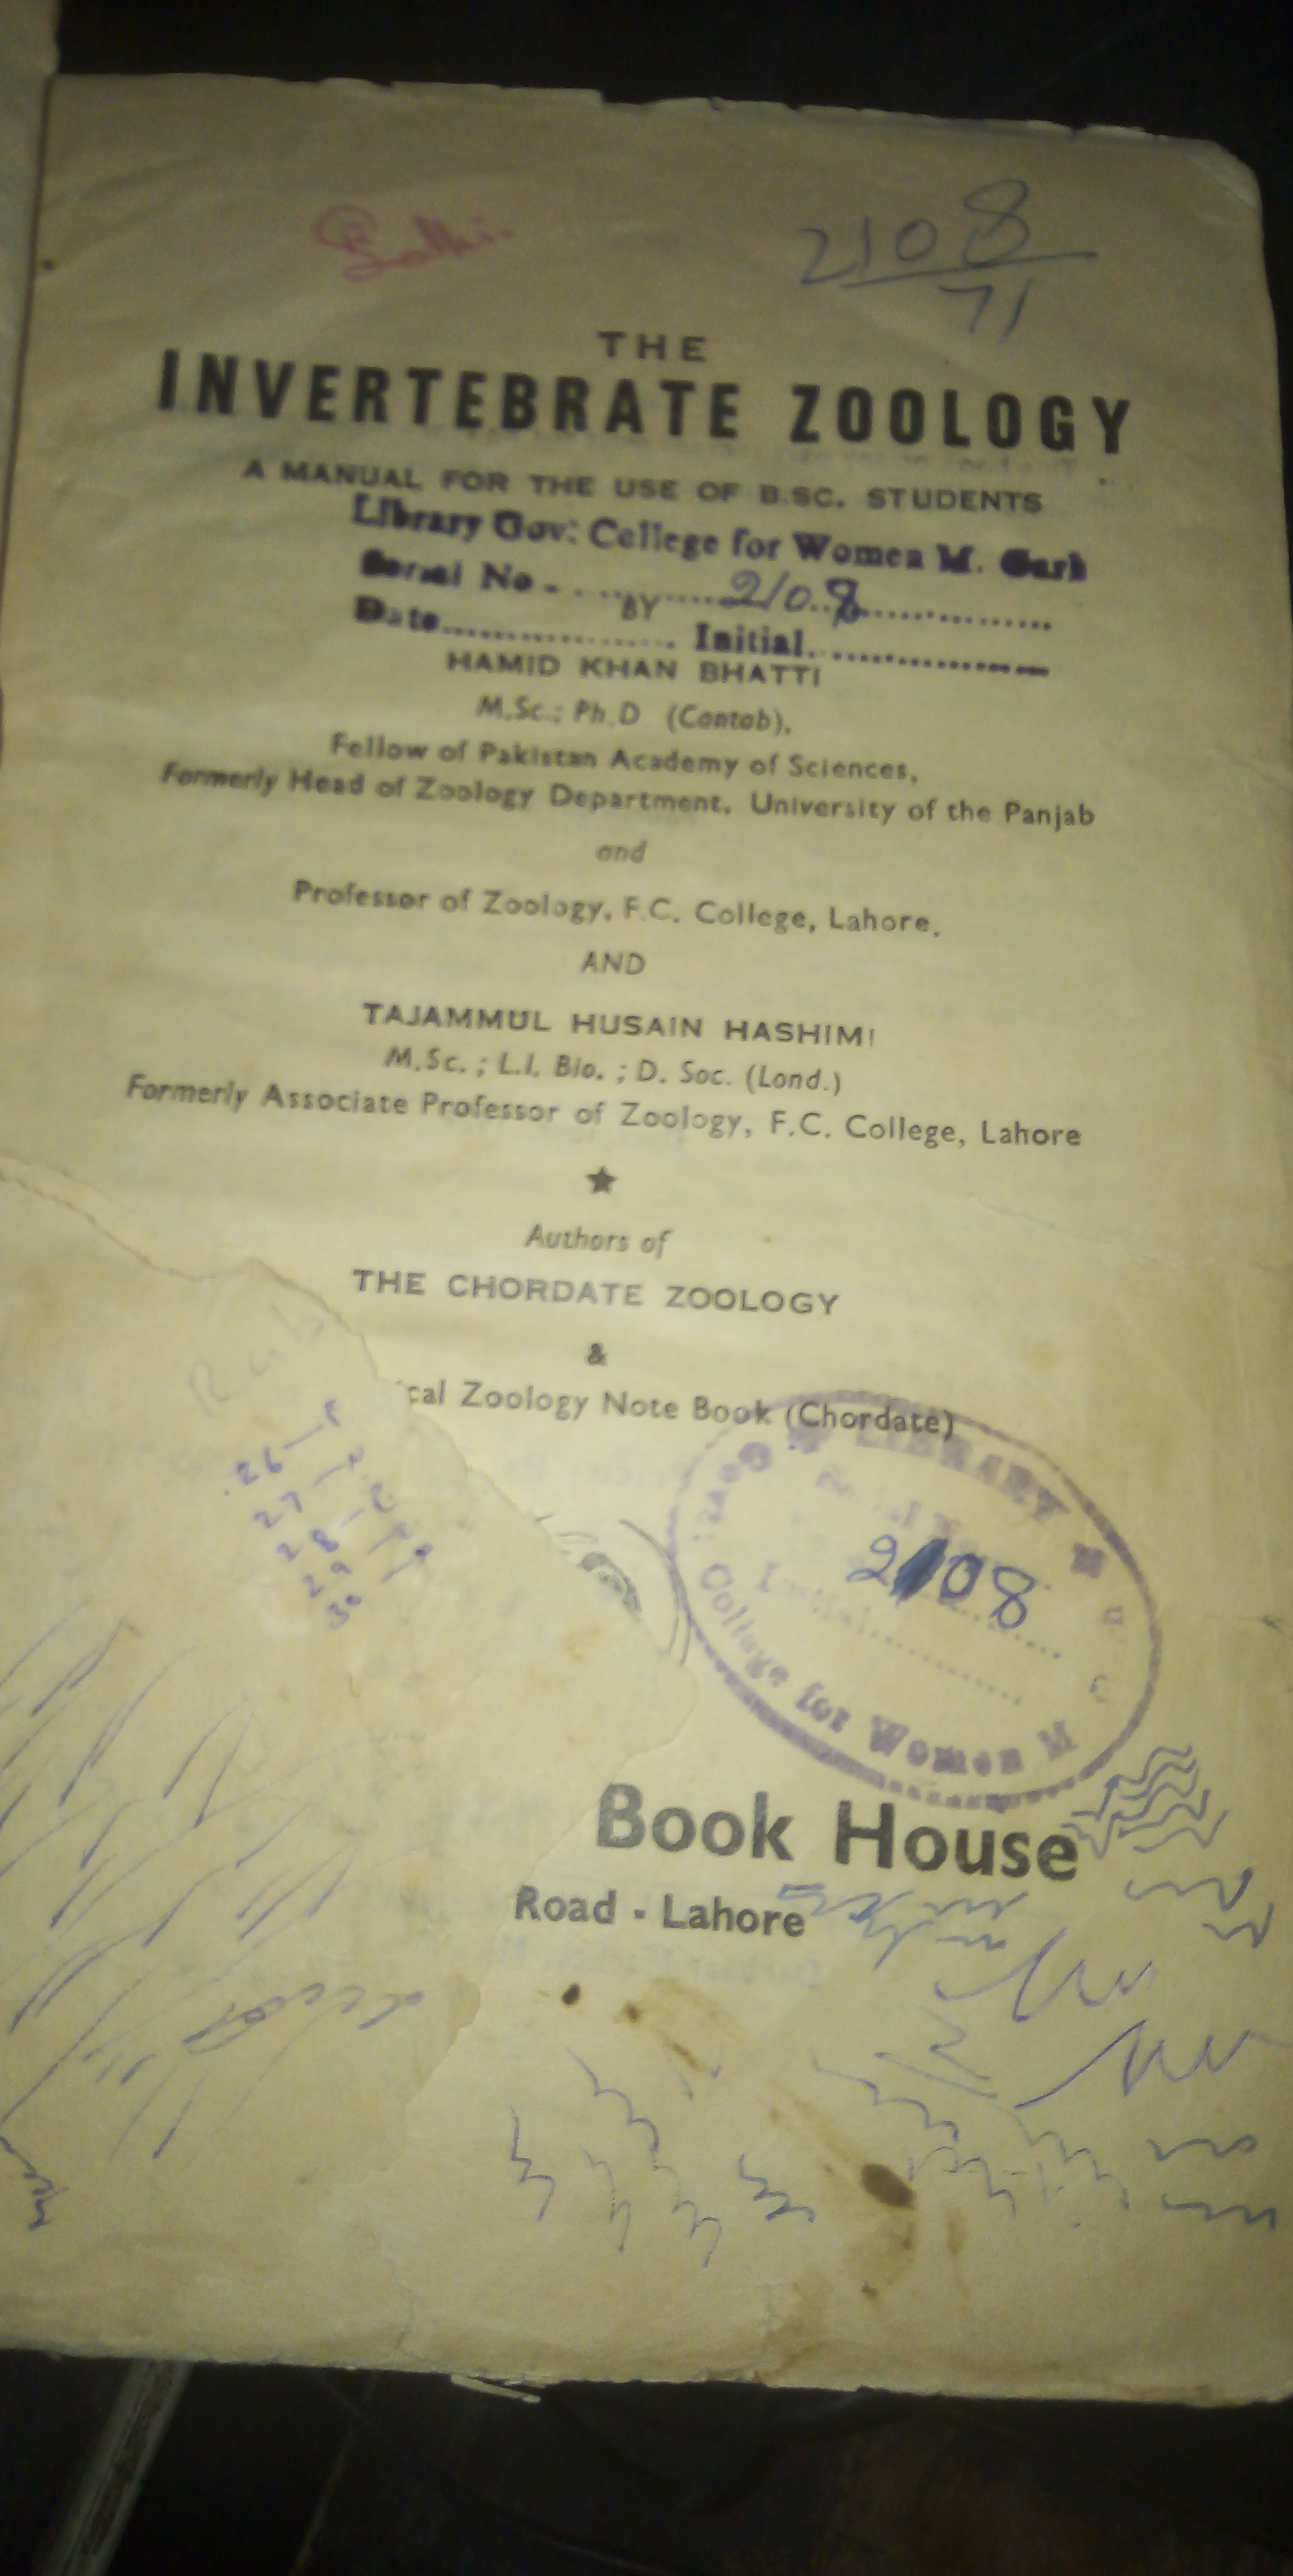 2108
71
THE
INVERTEBRATE ZOOLOGY
A MANUAL FOR THE USE OF B.SC. STUDENTS
Library Gov: College for Women M. Garh
Serial No - 2108
BY
Date Initial
HAMID KHAN BHATTI
M.Sc.; Ph.D (Cantab),
Fellow of Pakistan Academy of Sciences,
Formerly Head of Zoology Department, University of the Panjab
and
Professor of Zoology, F.C. College, Lahore.
AND
TAJAMMUL HUSAIN HASHIMI
M.Sc. ; L.I. Bio. ; D. Soc. (Lond.)
Formerly Associate Professor of Zoology, F.C. College, Lahore
Authors of
THE CHORDATE ZOOLOGY
&
ical Zoology Note Book (Chordate)
LIBRARY
Govt: College for Women M
2108
Initial
26
27
28
29
30
Book House
Road - Lahore